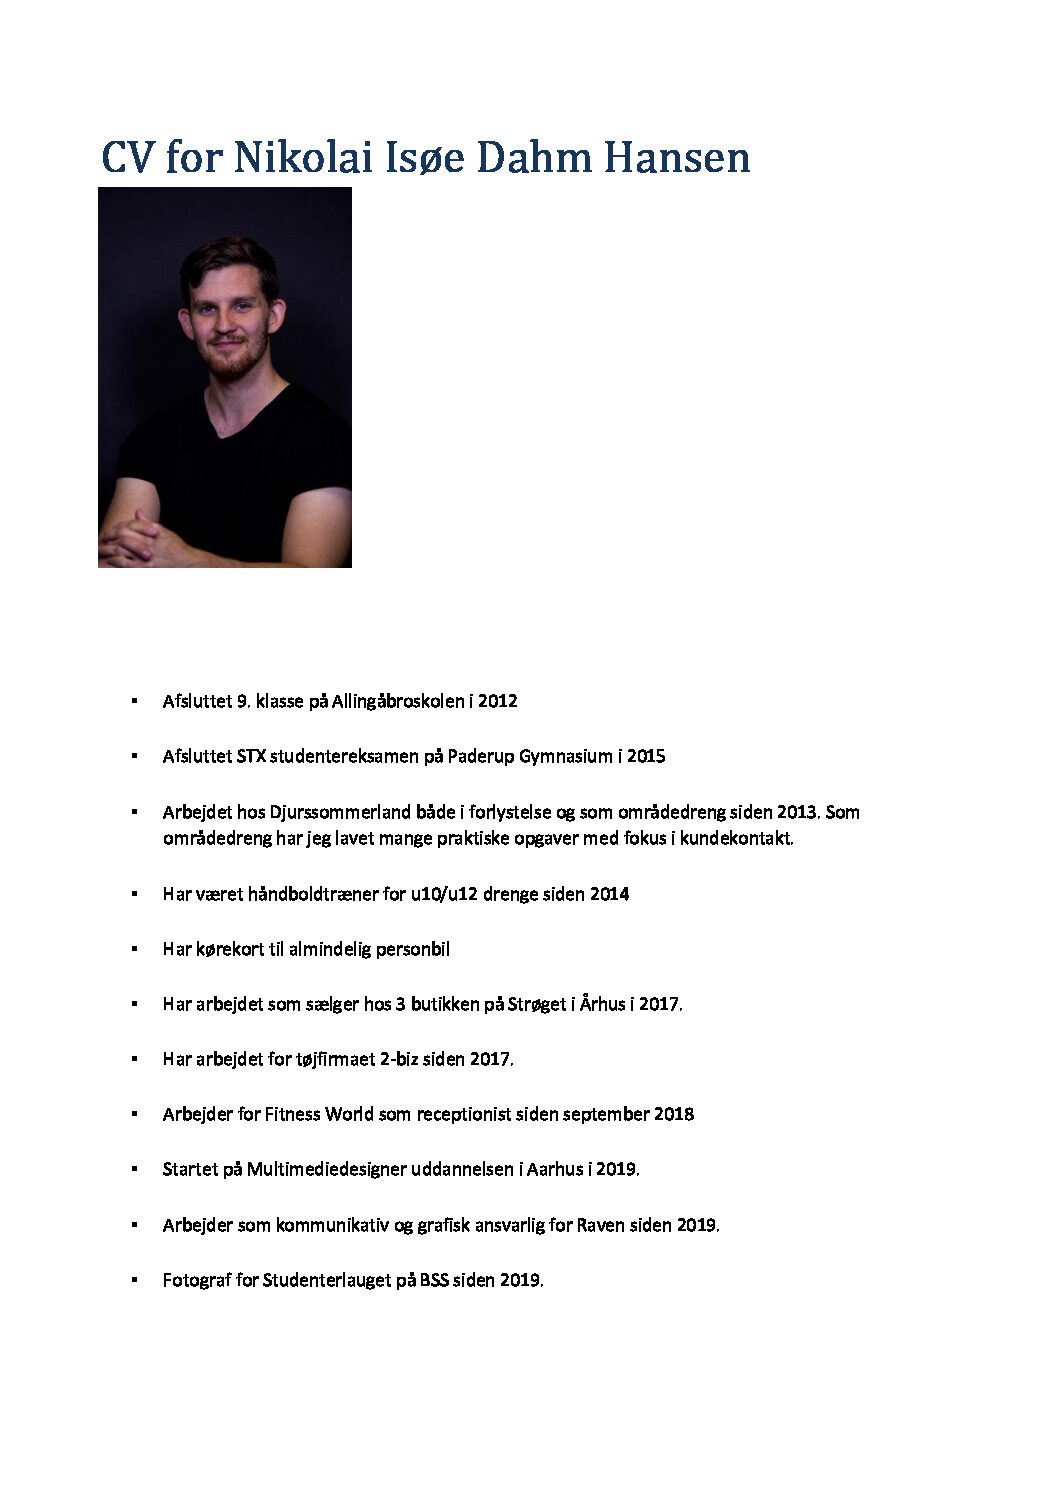 CV for Nikolai Isøe Dahm Hansen
▪ Afsluttet 9. klasse på Allingåbroskolen i 2012
▪ Afsluttet STX studentereksamen på Paderup Gymnasium i 2015
▪ Arbejdet hos Djurssommerland både i forlystelse og som områdedreng siden 2013. Som
områdedreng har jeg lavet mange praktiske opgaver med fokus i kundekontakt.
▪ Har været håndboldtræner for u10/u12 drenge siden 2014
▪ Har kørekort til almindelig personbil
▪ Har arbejdet som sælger hos 3 butikken på Strøget i Århus i 2017.
▪ Har arbejdet for tøjfirmaet 2-biz siden 2017.
▪ Arbejder for Fitness World som receptionist siden september 2018
▪ Startet på Multimediedesigner uddannelsen i Aarhus i 2019.
▪ Arbejder som kommunikativ og grafisk ansvarlig for Raven siden 2019.
▪ Fotograf for Studenterlauget på BSS siden 2019.